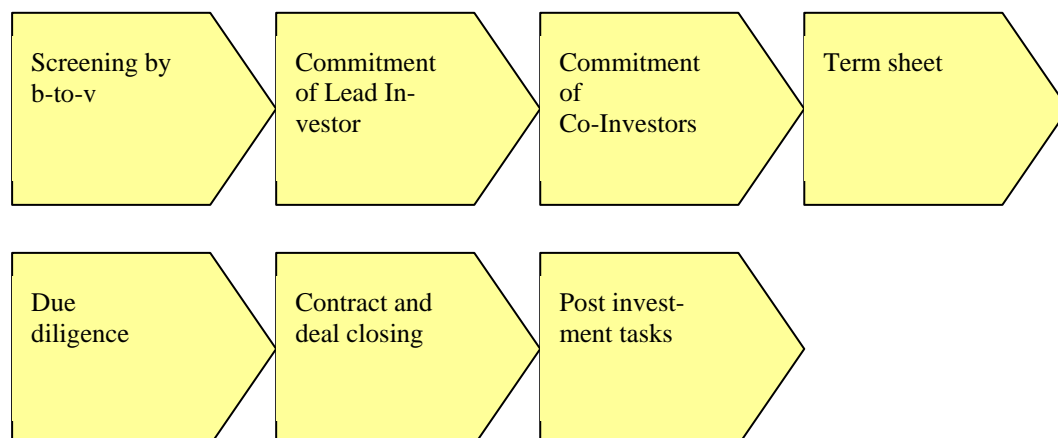 Screening by
b-to-v
Commitment
of Lead In-
vestor
Commitment
of
Co-Investors
Term sheet
Due
diligence
Contract and
deal closing
Post invest-
ment tasks